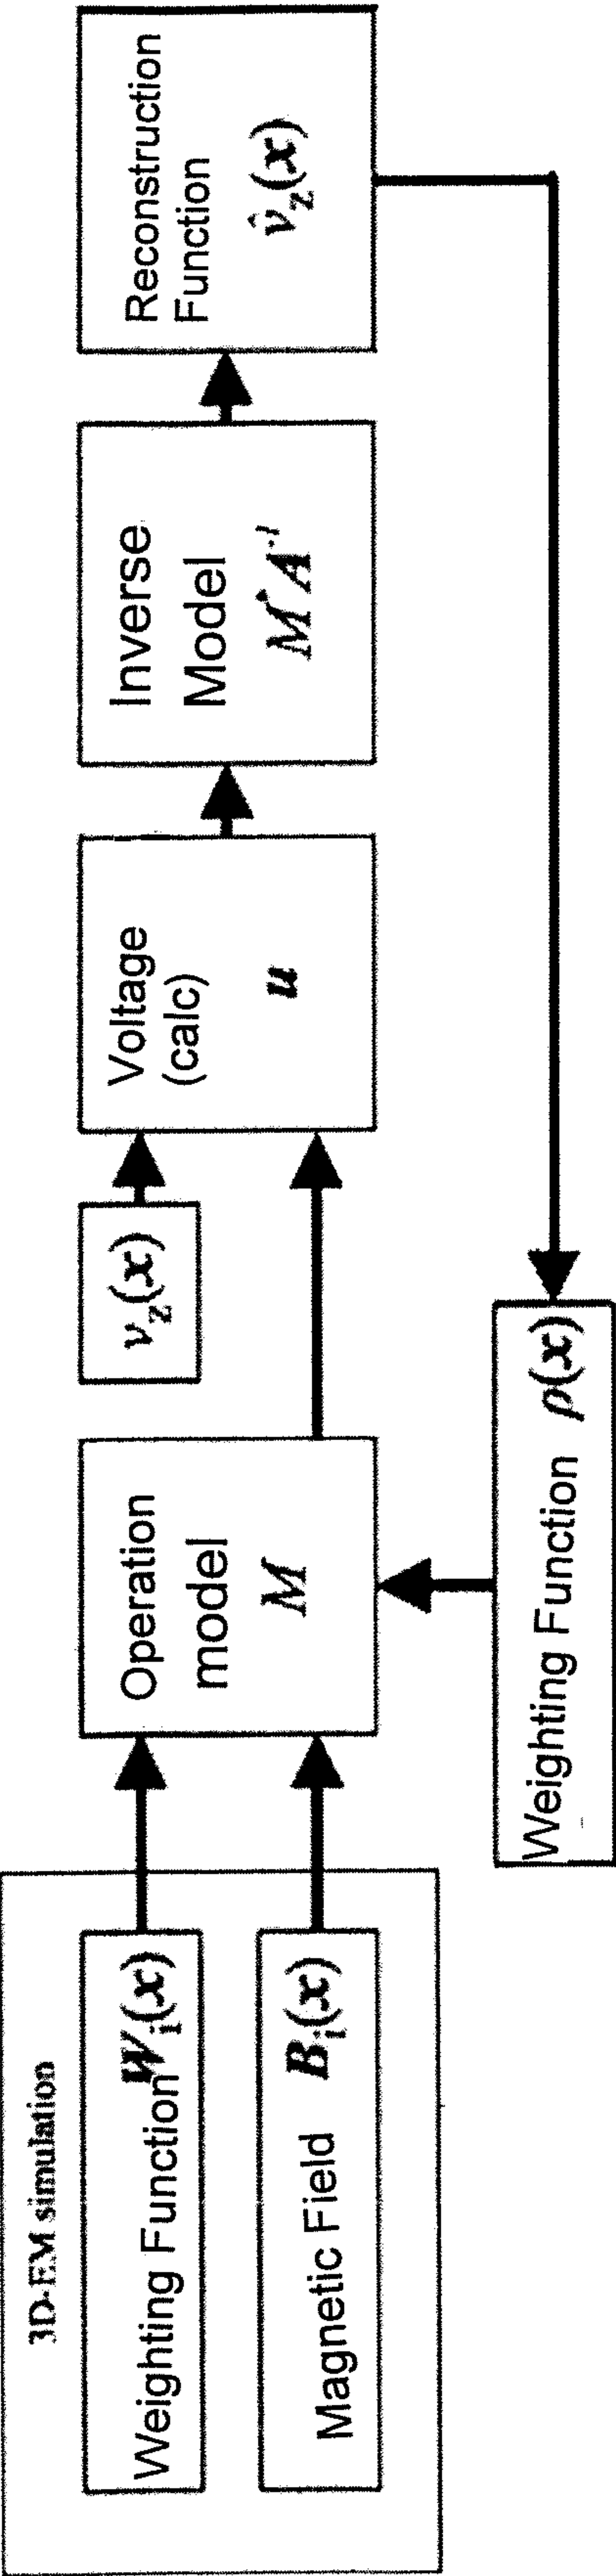 3D-EM simulation
Weighting Function W_i(x)
Magnetic Field B_i(x)
Operation
model M
v_z(x)
Voltage
(calc)
u
Inverse
Model
M*A^-1
Reconstruction
Function
v̂_z(x)
Weighting Function ρ(x)